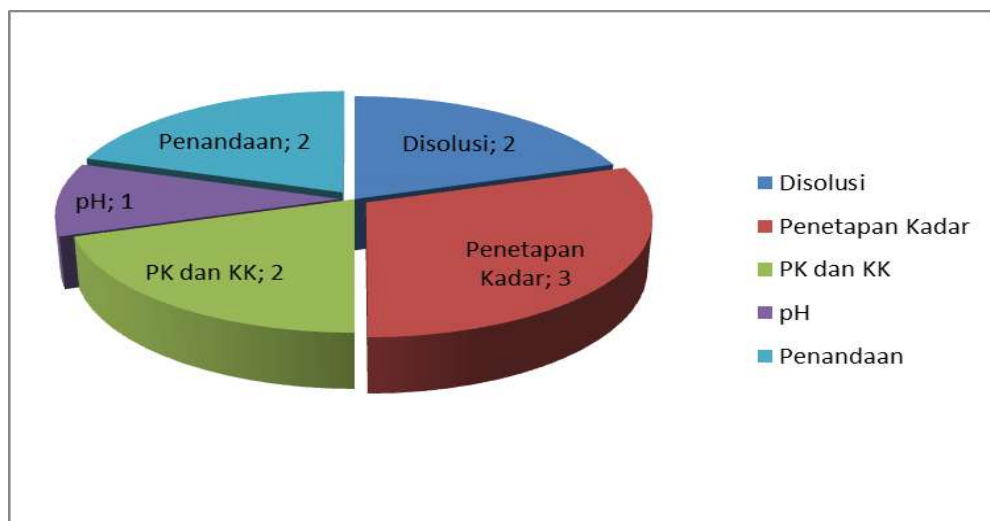 Penandaan; 2
Disolusi; 2
pH; 1
Penetapan
Kadar; 3
PK dan KK; 2
Disolusi
Penetapan Kadar
PK dan KK
pH
Penandaan